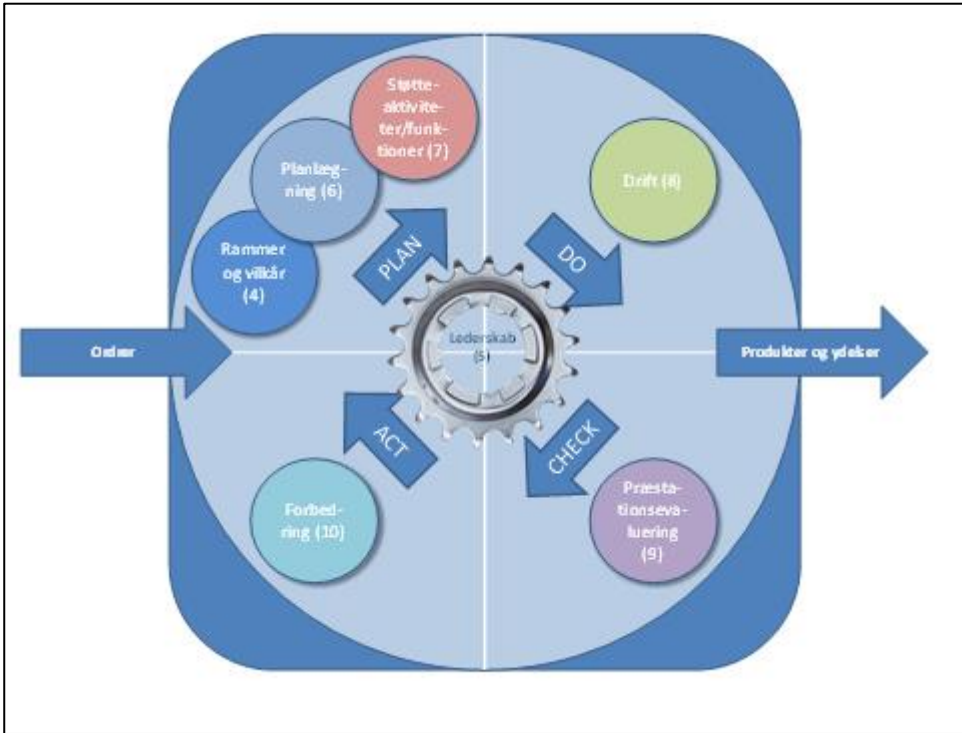 Støtte-
aktivite-
ter/funk-
tioner (7)
Planlæg-
ning (6)
Rammer
og vilkår
(4)
Drift (8)
PLAN
DO
Lederskab
(5)
Ordrer
Produkter og ydelser
ACT
CHECK
Forbed-
ring (10)
Præsta-
tionseva-
luering
(9)